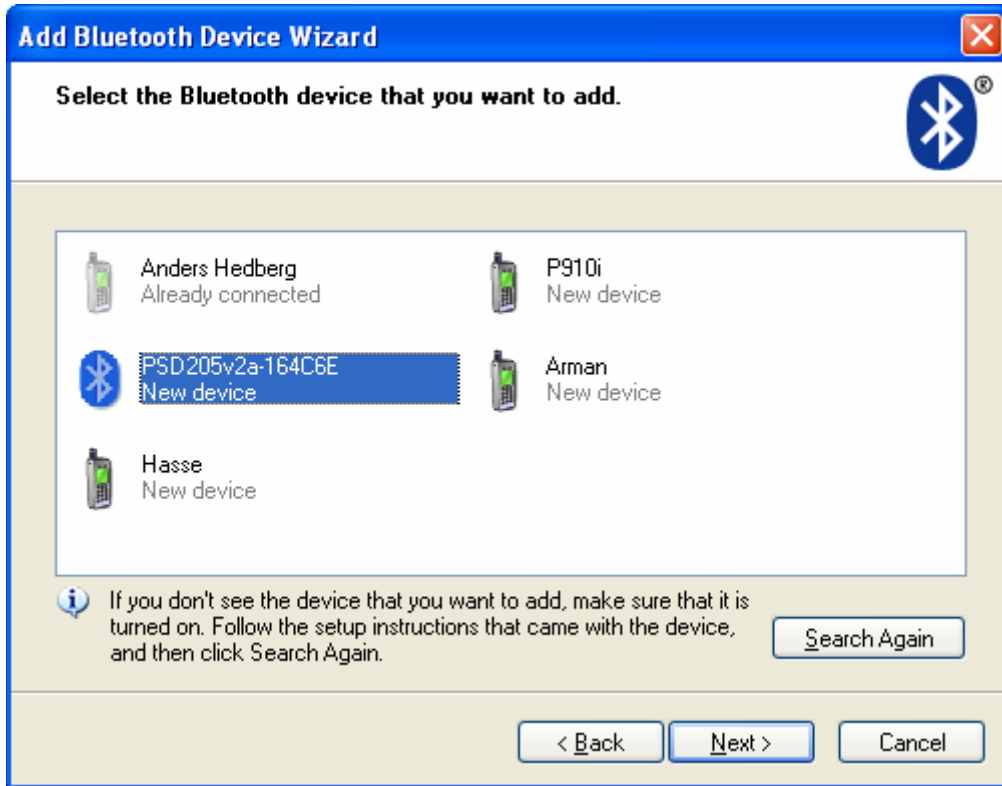 Add Bluetooth Device Wizard
Select the Bluetooth device that you want to add.
®
Anders Hedberg
Already connected
P910i
New device
PSD205v2a-164C6E
New device
Arman
New device
Hasse
New device
If you don't see the device that you want to add, make sure that it is
turned on. Follow the setup instructions that came with the device,
and then click Search Again.
Search Again
< Back
Next >
Cancel